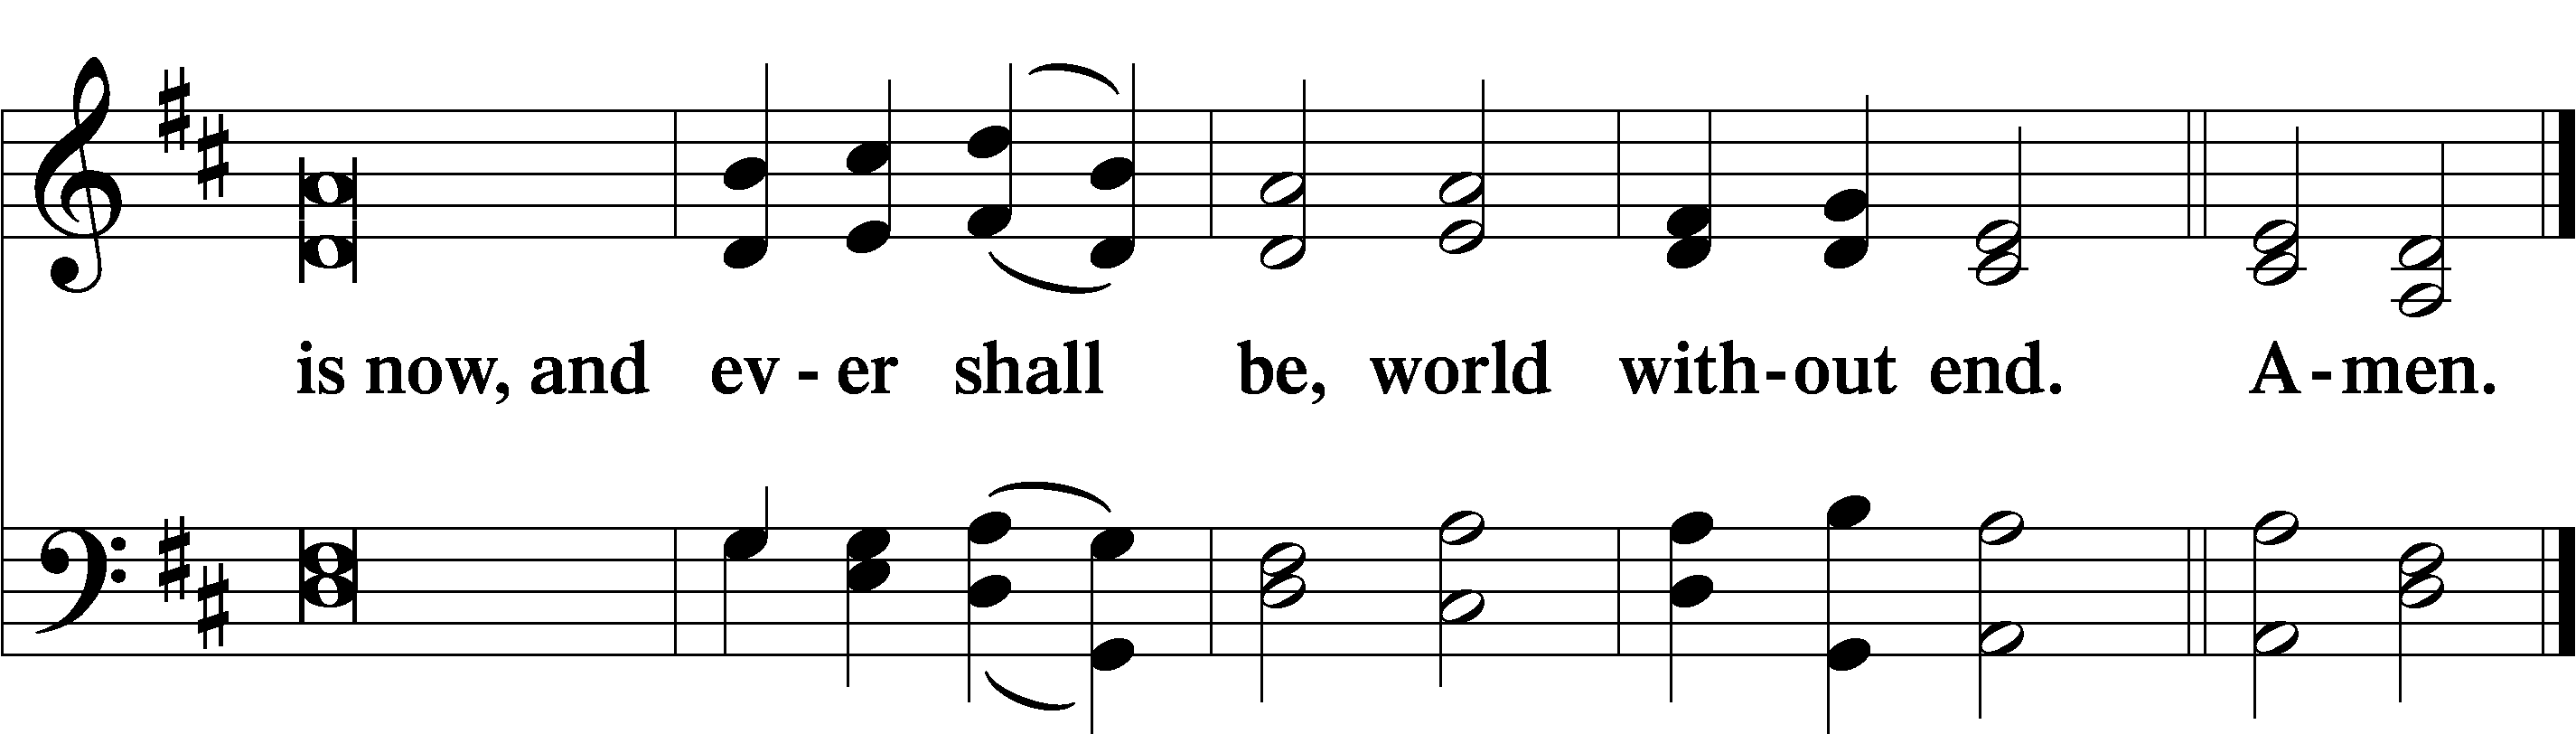 is now, and ev - er shall be, world with - out end. A - men.